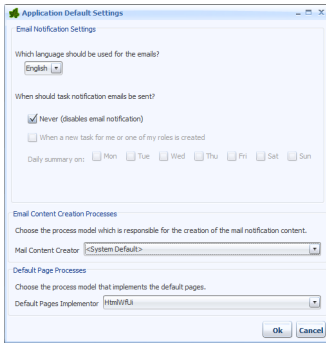 Application Default Settings
Email Notification Settings
Which language should be used for the emails?
English
When should task notification emails be sent?
Never (disables email notification)
When a new task for me or one of my roles is created
Daily summary on: Mon Tue Wed Thu Fri Sat Sun
Email Content Creation Processes
Choose the process model which is responsible for the creation of the mail notification content.
Mail Content Creator <System Default>
Default Page Processes
Choose the process model that implements the default pages.
Default Pages Implementor HtmlWfUi
Ok Cancel